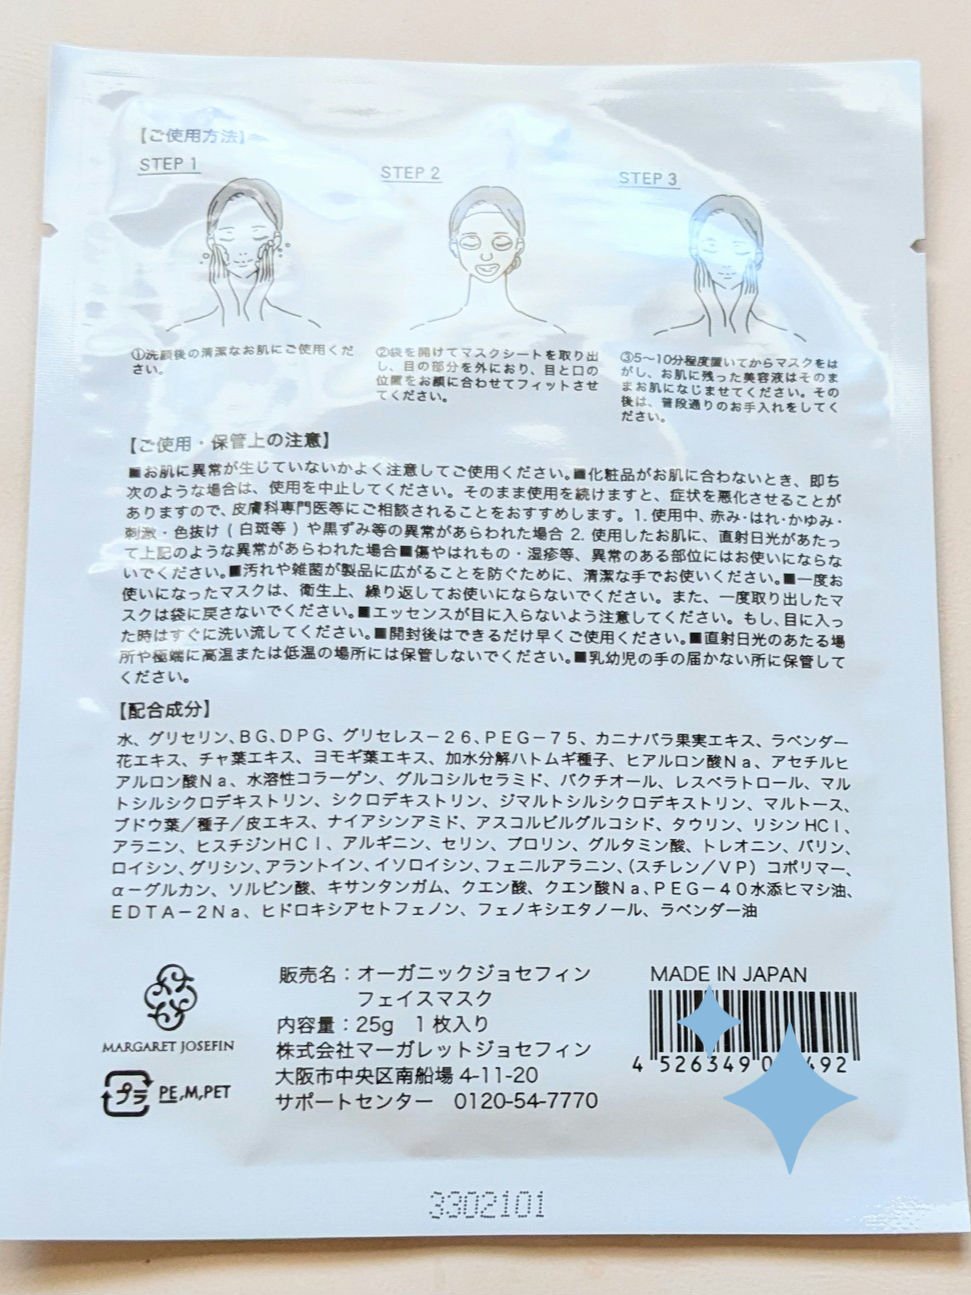 【ご使用方法】
STEP 1
STEP 2
STEP 3
①洗顔後の清潔なお肌にご使用くだ
さい。
②袋を開けてマスクシートを取り出
し、目の部分を外におり、目と口の
位置をお顔に合わせてフィットさせ
てください。
③5〜10分程度置いてからマスクをは
がし、お肌に残った美容液はそのま
まお肌になじませてください。その
後は、普段通りのお手入れをしてく
ださい。
【ご使用・保管上の注意】
■お肌に異常が生じていないかよく注意してご使用ください。■化粧品がお肌に合わないとき、即ち
次のような場合は、使用を中止してください。そのまま使用を続けますと、症状を悪化させることが
ありますので、皮膚科専門医等にご相談されることをおすすめします。1. 使用中、赤み・はれ・かゆみ・
刺激・色抜け ( 白斑等 ) や黒ずみ等の異常があらわれた場合 2. 使用したお肌に、直射日光があたっ
て上記のような異常があらわれた場合■傷やはれもの・湿疹等、異常のある部位にはお使いにならな
いでください。■汚れや雑菌が製品に広がることを防ぐために、清潔な手でお使いください。■一度お
使いになったマスクは、衛生上、繰り返してお使いにならないでください。また、一度取り出したマ
スクは袋に戻さないでください。■エッセンスが目に入らないよう注意してください。もし、目に入っ
た時はすぐに洗い流してください。■開封後はできるだけ早くご使用ください。■直射日光のあたる場
所や極端に高温または低温の場所には保管しないでください。■乳幼児の手の届かない所に保管して
ください。
【配合成分】
水、グリセリン、BG、DPG、グリセレス－26、PEG－75、カニナバラ果実エキス、ラベンダー
花エキス、チャ葉エキス、ヨモギ葉エキス、加水分解ハトムギ種子、ヒアルロン酸Na、アセチルヒ
アルロン酸Na、水溶性コラーゲン、グルコシルセラミド、バクチオール、レスベラトロール、マル
トシルシクロデキストリン、シクロデキストリン、ジマルトシルシクロデキストリン、マルトース、
ブドウ葉／種子／皮エキス、ナイアシンアミド、アスコルビルグルコシド、タウリン、リシンHCl、
アラニン、ヒスチジンHCl、アルギニン、セリン、プロリン、グルタミン酸、トレオニン、バリン、
ロイシン、グリシン、アラントイン、イソロイシン、フェニルアラニン、（スチレン／VP）コポリマー、
α－グルカン、ソルビン酸、キサンタンガム、クエン酸、クエン酸Na、PEG－40水添ヒマシ油、
EDTA－2Na、ヒドロキシアセトフェノン、フェノキシエタノール、ラベンダー油
MARGARET JOSEFIN
プラ PE,M,PET
販売名：オーガニックジョセフィン
フェイスマスク
内容量：25g　1枚入り
株式会社マーガレットジョセフィン
大阪市中央区南船場 4-11-20
サポートセンター　0120-54-7770
MADE IN JAPAN
4 526349 0 492
3302101